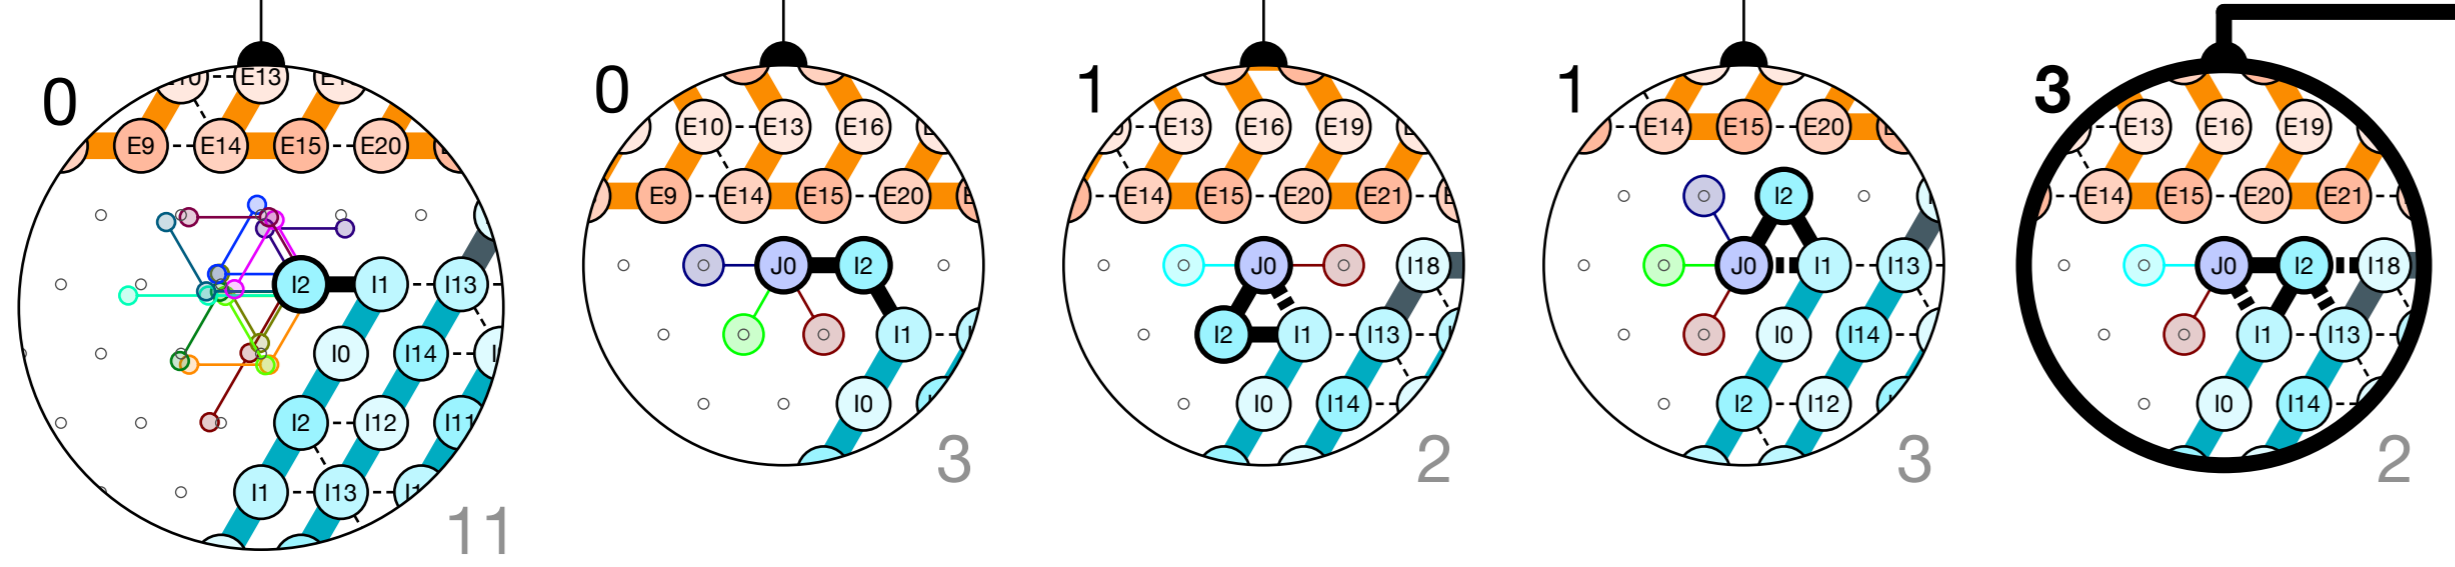 0
E13
E9 E14 E15 E20
I2 I1 I13
I0 I14
I2 I12 I11
I1 I13
11
0
E10 E13 E16
E9 E14 E15 E20
J0 I2
I1
I0
3
1
E13 E16 E19
E14 E15 E20 E21
J0 I18
I2 I1 I13
I0 I14
2
1
E14 E15 E20
I2
J0 I1 I13
I0 I14
I2 I12
3
3
E13 E16 E19
E14 E15 E20 E21
J0 I2 I18
I1 I13
I0 I14
2